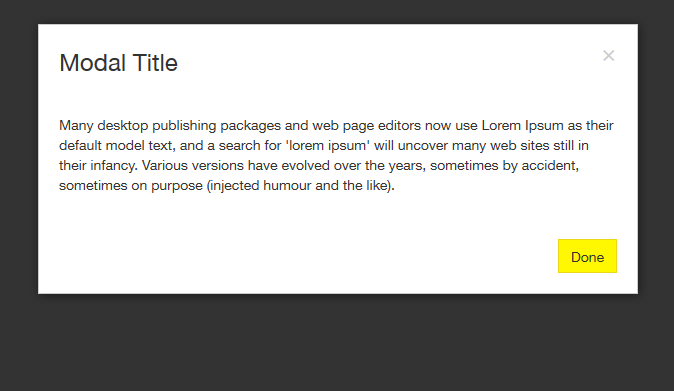 Modal Title
×
Many desktop publishing packages and web page editors now use Lorem Ipsum as their
default model text, and a search for 'lorem ipsum' will uncover many web sites still in
their infancy. Various versions have evolved over the years, sometimes by accident,
sometimes on purpose (injected humour and the like).
Done